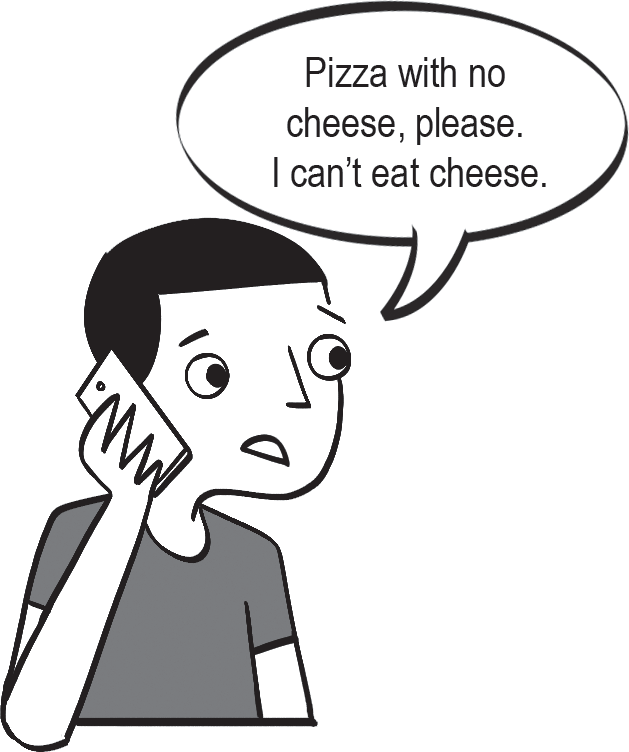 Pizza with no
cheese, please.
I can’t eat cheese.